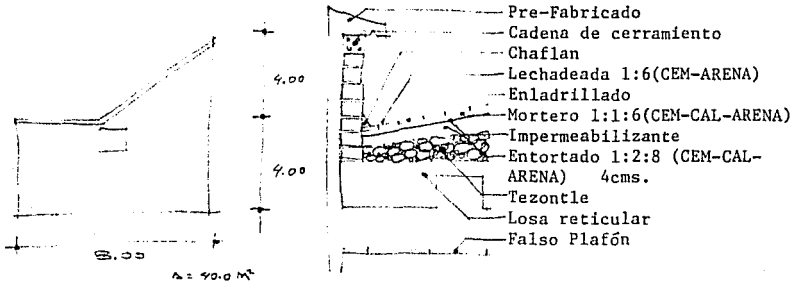 4.00
4.00
8.00
A = 40.0 M²
Pre-Fabricado
Cadena de cerramiento
Chaflan
Lechadeada 1:6(CEM-ARENA)
Enladrillado
Mortero 1:1:6(CEM-CAL-ARENA)
Impermeabilizante
Entortado 1:2:8 (CEM-CAL-
ARENA) 4cms.
Tezontle
Losa reticular
Falso Plafón